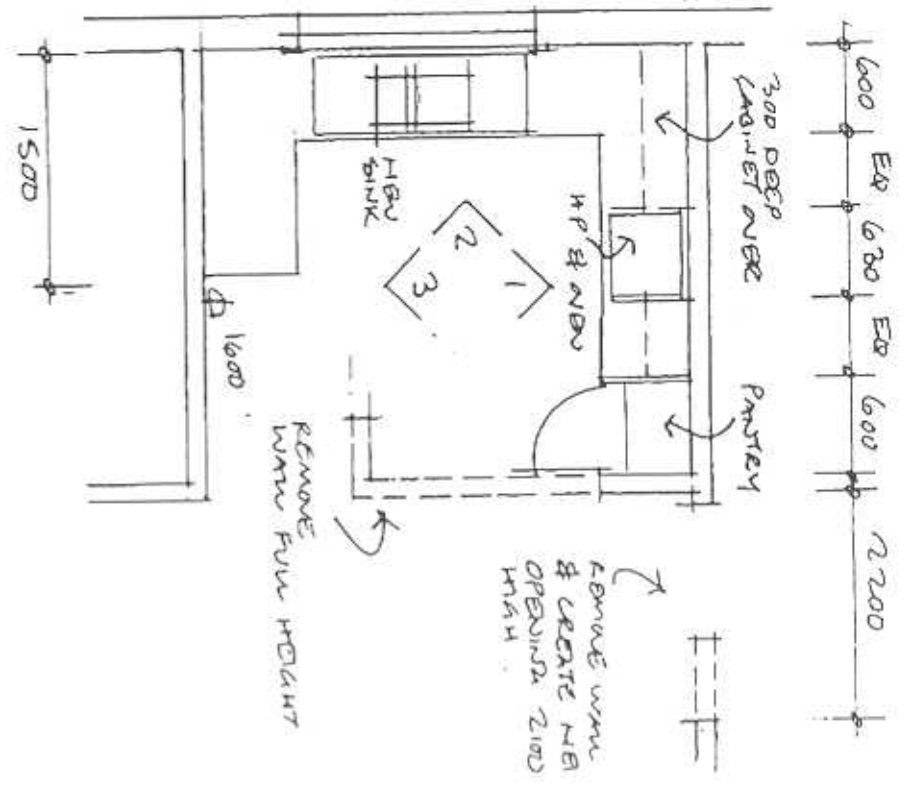 600
EQ
630
EQ
600
2200
300 DEEP
CABINET OVER
HP & OVEN
PANTRY
NEW
SINK
1
2
3
1500
1600
REMOVE
WALL FULL HEIGHT
REMOVE WALL
& CREATE NEW
OPENING 2100
HIGH.